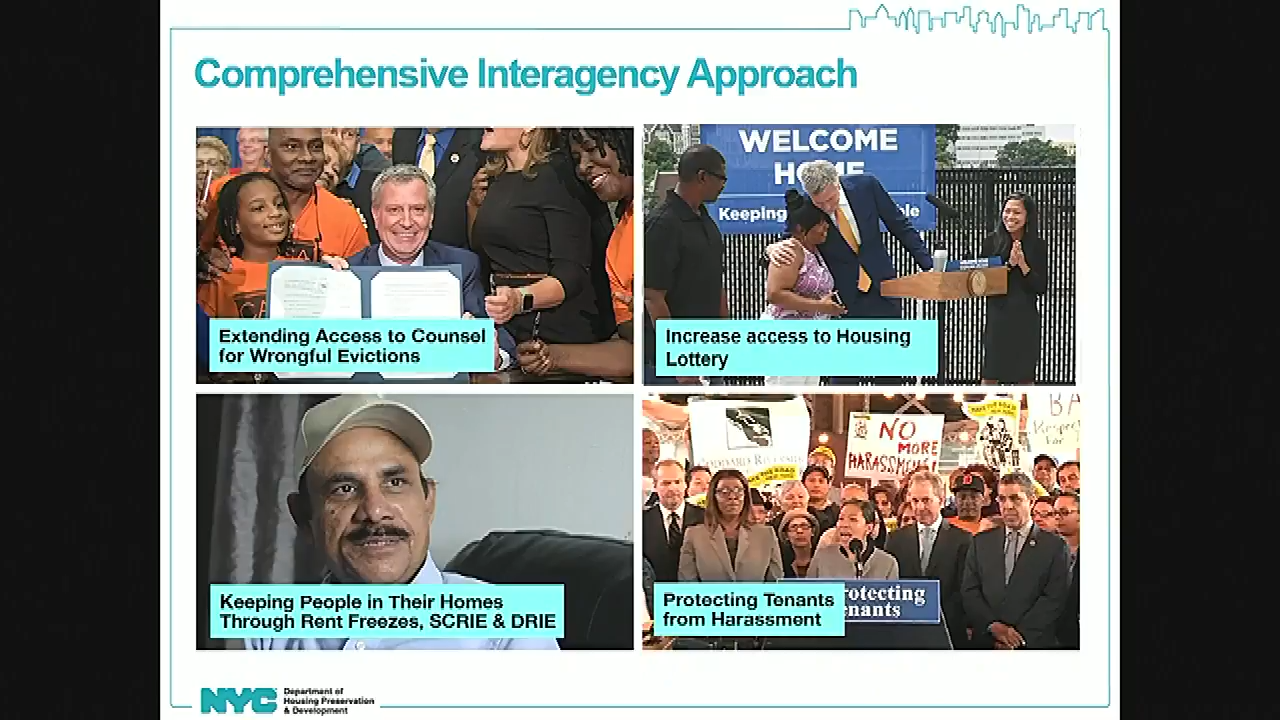 Comprehensive Interagency Approach
WELCOME
HOME
Keeping
Extending Access to Counsel
for Wrongful Evictions
Increase access to Housing
Lottery
NO
MORE
HARASSMENT!
Keeping People in Their Homes
Through Rent Freezes, SCRIE & DRIE
Protecting Tenants
from Harassment
rotecting
enants
NYC
Department of
Housing Preservation
& Development